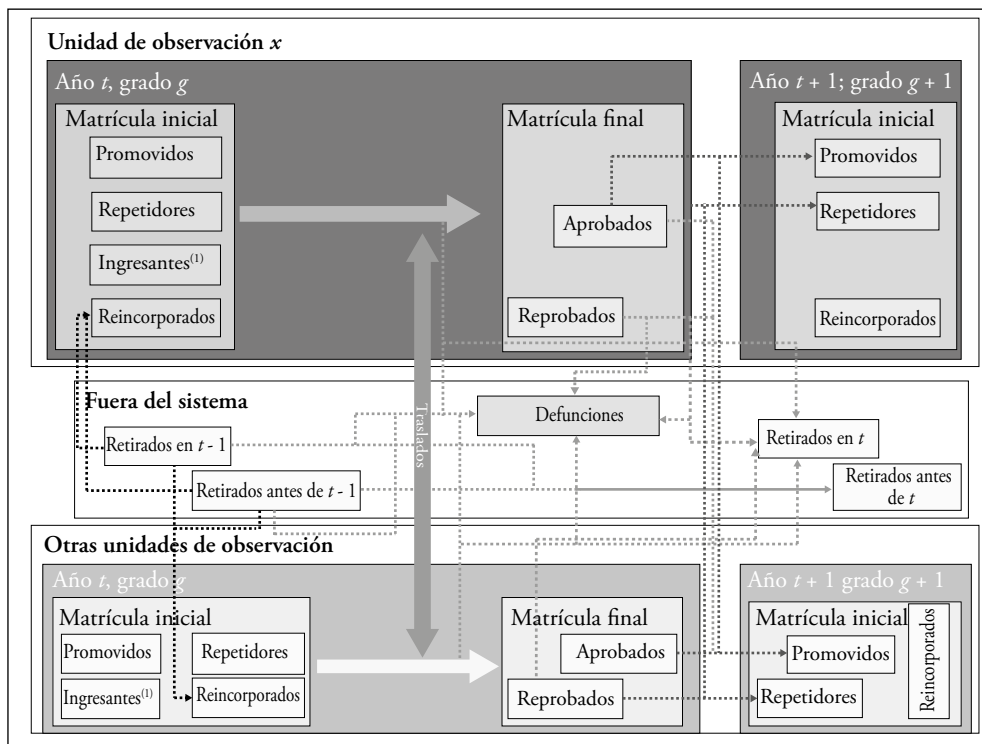 Unidad de observación x
Año t, grado g
Matrícula inicial
Promovidos
Repetidores
Ingresantes(1)
Reincorporados
Matrícula final
Aprobados
Reprobados
Año t + 1; grado g + 1
Matrícula inicial
Promovidos
Repetidores
Reincorporados
Traslados
Fuera del sistema
Retirados en t - 1
Retirados antes de t - 1
Defunciones
Retirados en t
Retirados antes
de t
Otras unidades de observación
Año t, grado g
Matrícula inicial
Promovidos
Repetidores
Ingresantes(1)
Reincorporados
Matrícula final
Aprobados
Reprobados
Año t + 1 grado g + 1
Matrícula inicial
Promovidos
Repetidores
Reincorporados